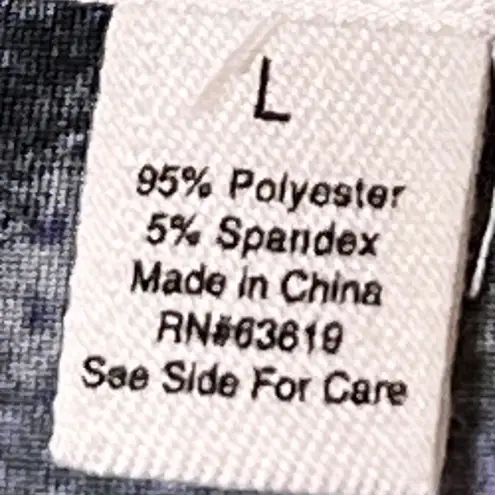 L
95% Polyester
5% Spandex
Made in China
RN#63619
See Side For Care